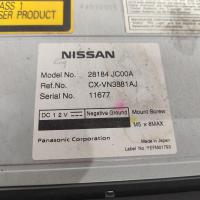 ASS 1
SER PRODUCT
NISSAN
Model No. 28184 JC00A
Ref.No. CX-VN3881AJ
Serial No. 11677
DC 12V
Negative Ground
Mount Screw
M5 x 8MAX
Panasonic Corporation
Made in Japan